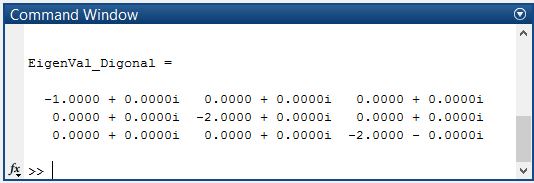 Command Window
EigenVal_Digonal =
-1.0000 + 0.0000i 0.0000 + 0.0000i 0.0000 + 0.0000i
0.0000 + 0.0000i -2.0000 + 0.0000i 0.0000 + 0.0000i
0.0000 + 0.0000i 0.0000 + 0.0000i -2.0000 - 0.0000i
fx >>